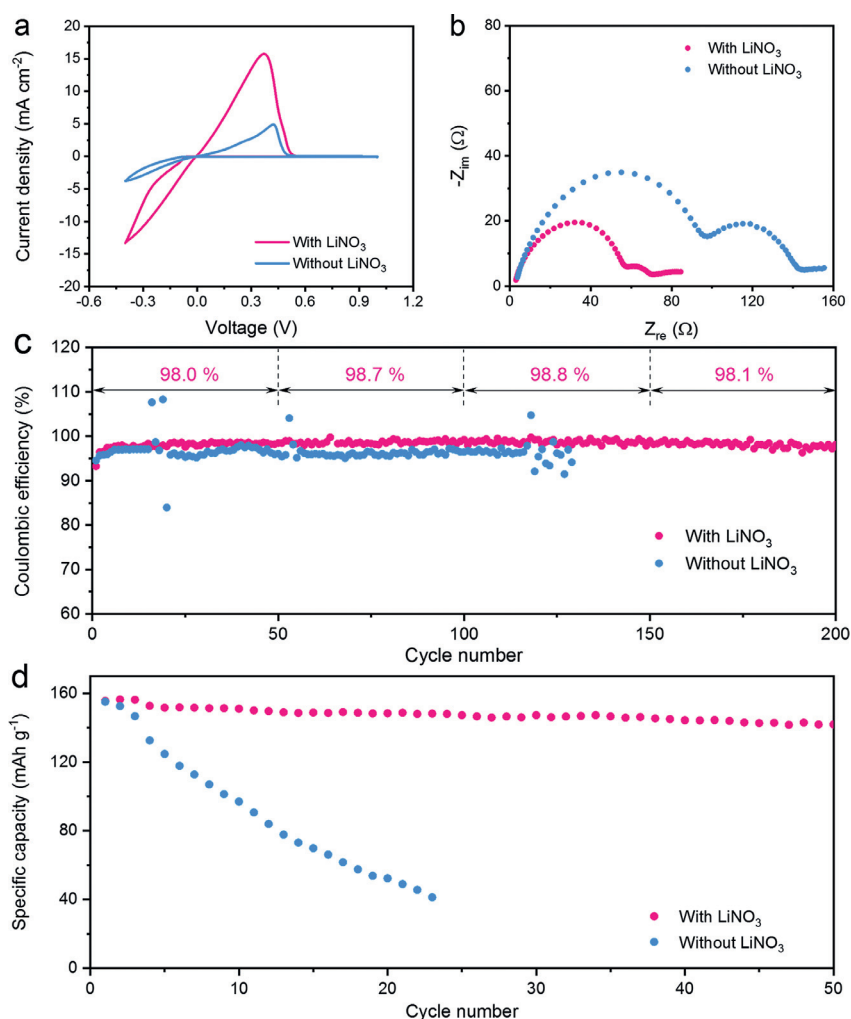 a
Current density (mA cm⁻²)
25
20
15
10
5
0
-5
-10
-15
-20
With LiNO₃
Without LiNO₃
-0.6
-0.3
0.0
0.3
0.6
0.9
1.2
Voltage (V)
b
-Zim (Ω)
80
60
40
20
0
With LiNO₃
Without LiNO₃
0
40
80
120
160
Zre (Ω)
c
Coulombic efficiency (%)
120
110
100
90
80
70
60
98.0 %
98.7 %
98.8 %
98.1 %
With LiNO₃
Without LiNO₃
0
50
100
150
200
Cycle number
d
Specific capacity (mAh g⁻¹)
160
120
80
40
0
With LiNO₃
Without LiNO₃
0
10
20
30
40
50
Cycle number